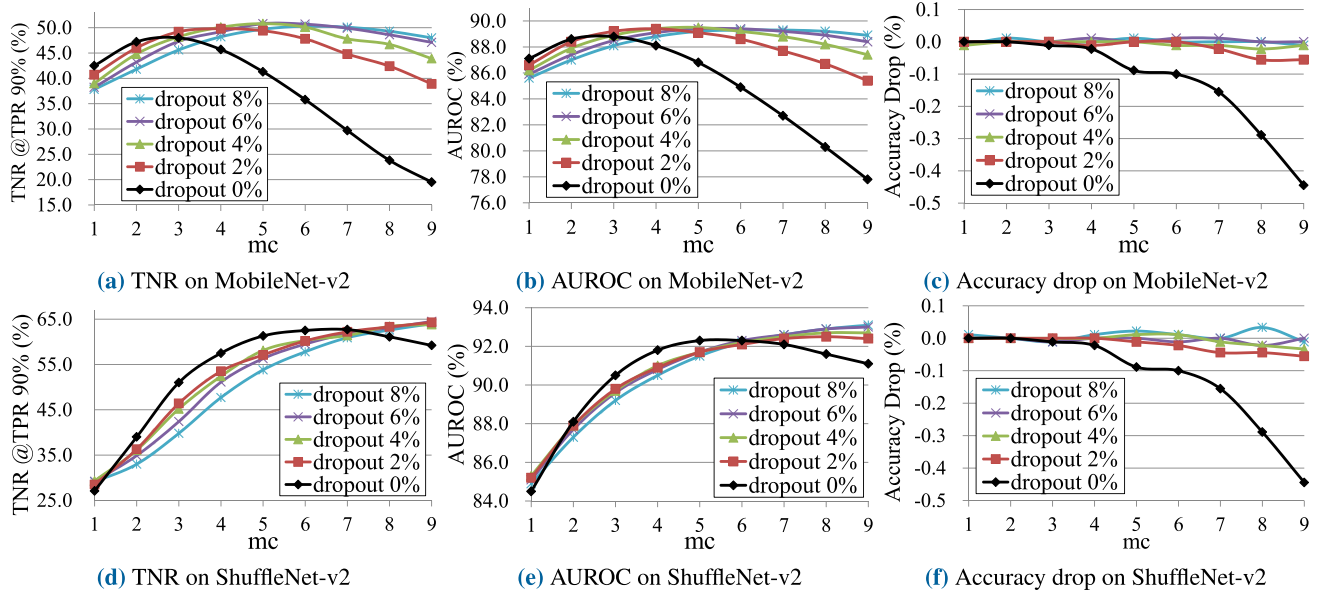 TNR @TPR 90% (%)
50.0
45.0
40.0
35.0
30.0
25.0
20.0
15.0
dropout 8%
dropout 6%
dropout 4%
dropout 2%
dropout 0%
1 2 3 4 5 6 7 8 9
mc
(a) TNR on MobileNet-v2
AUROC (%)
90.0
88.0
86.0
84.0
82.0
80.0
78.0
76.0
dropout 8%
dropout 6%
dropout 4%
dropout 2%
dropout 0%
1 2 3 4 5 6 7 8 9
mc
(b) AUROC on MobileNet-v2
Accuracy Drop (%)
0.1
0.0
-0.1
-0.2
-0.3
-0.4
-0.5
dropout 8%
dropout 6%
dropout 4%
dropout 2%
dropout 0%
1 2 3 4 5 6 7 8 9
mc
(c) Accuracy drop on MobileNet-v2
TNR @TPR 90% (%)
65.0
55.0
45.0
35.0
25.0
dropout 8%
dropout 6%
dropout 4%
dropout 2%
dropout 0%
1 2 3 4 5 6 7 8 9
mc
(d) TNR on ShuffleNet-v2
AUROC (%)
94.0
92.0
90.0
88.0
86.0
84.0
dropout 8%
dropout 6%
dropout 4%
dropout 2%
dropout 0%
1 2 3 4 5 6 7 8 9
mc
(e) AUROC on ShuffleNet-v2
Accuracy Drop (%)
0.1
0.0
-0.1
-0.2
-0.3
-0.4
-0.5
dropout 8%
dropout 6%
dropout 4%
dropout 2%
dropout 0%
1 2 3 4 5 6 7 8 9
mc
(f) Accuracy drop on ShuffleNet-v2